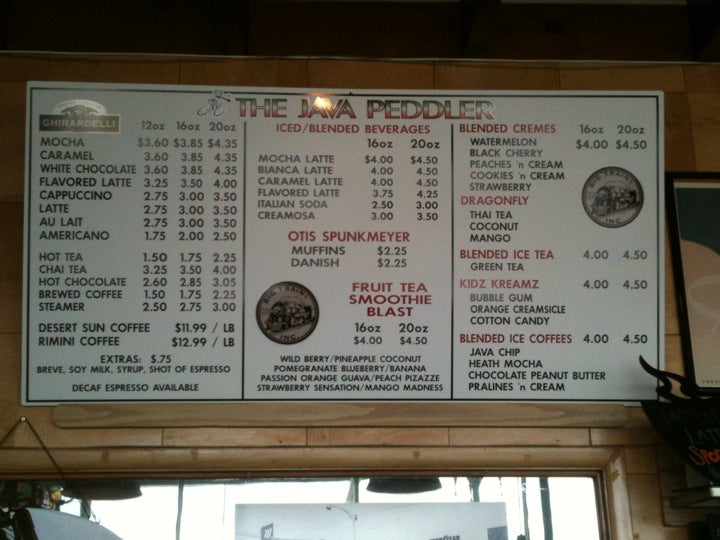 THE JAVA PEDDLER
GHIRARDELLI
12oz 16oz 20oz
MOCHA $3.60 $3.85 $4.35
CARAMEL 3.60 3.85 4.35
WHITE CHOCOLATE 3.60 3.85 4.35
FLAVORED LATTE 3.25 3.50 4.00
CAPPUCCINO 2.75 3.00 3.50
LATTE 2.75 3.00 3.50
AU LAIT 2.75 3.00 3.50
AMERICANO 1.75 2.00 2.50
HOT TEA 1.50 1.75 2.25
CHAI TEA 3.25 3.50 4.00
HOT CHOCOLATE 2.60 2.85 3.05
BREWED COFFEE 1.50 1.75 2.25
STEAMER 2.50 2.75 3.00
DESERT SUN COFFEE $11.99 / LB
RIMINI COFFEE $12.99 / LB
EXTRAS: $.75
BREVE, SOY MILK, SYRUP, SHOT OF ESPRESSO
DECAF ESPRESSO AVAILABLE
ICED/BLENDED BEVERAGES
16oz 20oz
MOCHA LATTE $4.00 $4.50
BIANCA LATTE 4.00 4.50
CARAMEL LATTE 4.00 4.50
FLAVORED LATTE 3.75 4.25
ITALIAN SODA 2.50 3.00
CREAMOSA 3.00 3.50
OTIS SPUNKMEYER
MUFFINS $2.25
DANISH $2.25
BIG TRAIN
INC.
FRUIT TEA
SMOOTHIE
BLAST
16oz 20oz
$4.00 $4.50
WILD BERRY/PINEAPPLE COCONUT
POMEGRANATE BLUEBERRY/BANANA
PASSION ORANGE GUAVA/PEACH PIZAZZE
STRAWBERRY SENSATION/MANGO MADNESS
BLENDED CREMES 16oz 20oz
WATERMELON $4.00 $4.50
BLACK CHERRY
PEACHES 'n CREAM
COOKIES 'n CREAM
STRAWBERRY
BIG TRAIN
INC.
DRAGONFLY
THAI TEA
COCONUT
MANGO
BLENDED ICE TEA 4.00 4.50
GREEN TEA
KIDZ KREAMZ 4.00 4.50
BUBBLE GUM
ORANGE CREAMSICLE
COTTON CANDY
BLENDED ICE COFFEES 4.00 4.50
JAVA CHIP
HEATH MOCHA
CHOCOLATE PEANUT BUTTER
PRALINES 'n CREAM